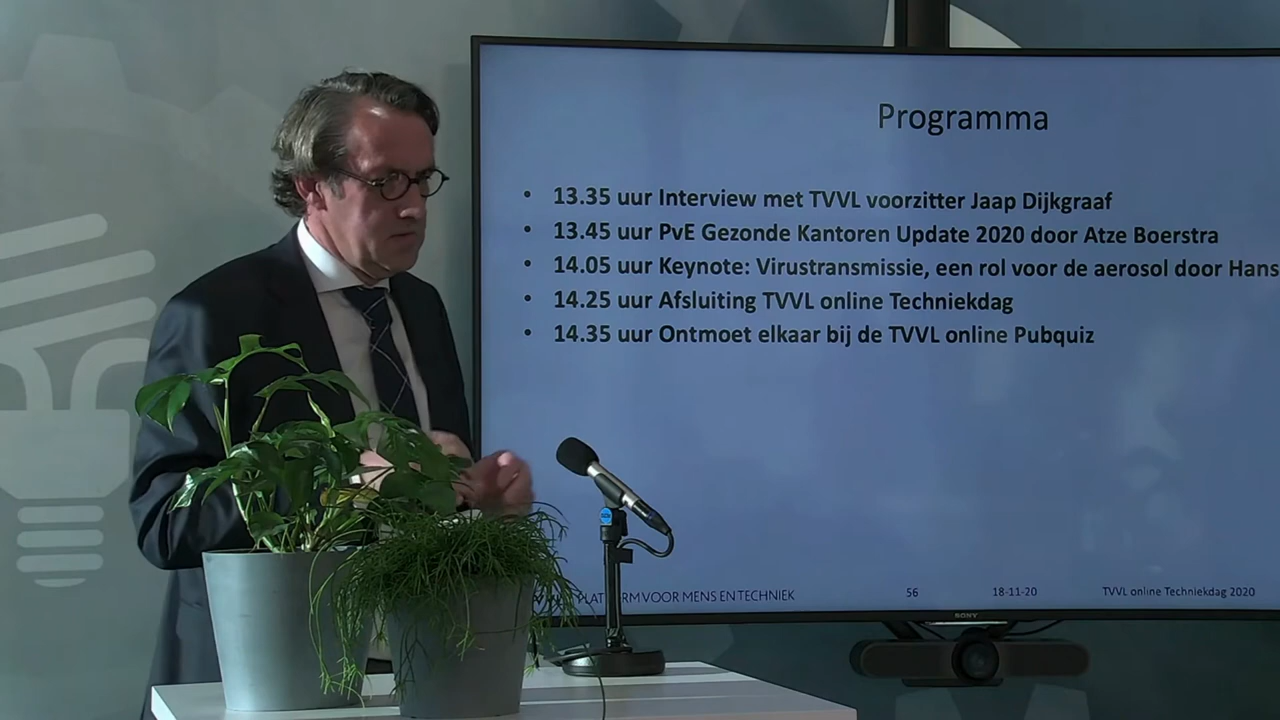 Programma
• 13.35 uur Interview met TVVL voorzitter Jaap Dijkgraaf
• 13.45 uur PvE Gezonde Kantoren Update 2020 door Atze Boerstra
• 14.05 uur Keynote: Virustransmissie, een rol voor de aerosol door Hans
• 14.25 uur Afsluiting TVVL online Techniekdag
• 14.35 uur Ontmoet elkaar bij de TVVL online Pubquiz
VOOR MENS EN TECHNIEK 56 18-11-20 TVVL online Techniekdag 2020
SONY